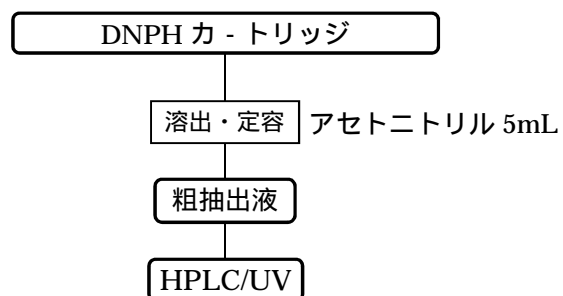 DNPH カ - トリッジ
溶出・定容 アセトニトリル 5mL
粗抽出液
HPLC/UV